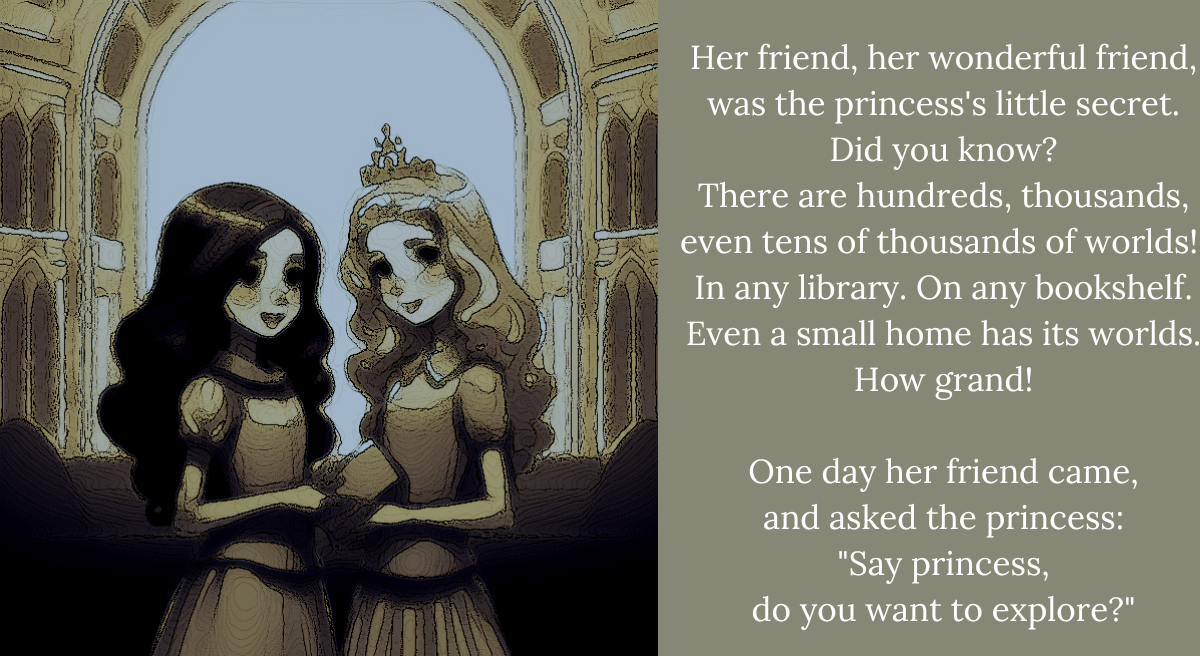 Her friend, her wonderful friend,
was the princess's little secret.
Did you know?
There are hundreds, thousands,
even tens of thousands of worlds!
In any library. On any bookshelf.
Even a small home has its worlds.
How grand!
One day her friend came,
and asked the princess:
"Say princess,
do you want to explore?"